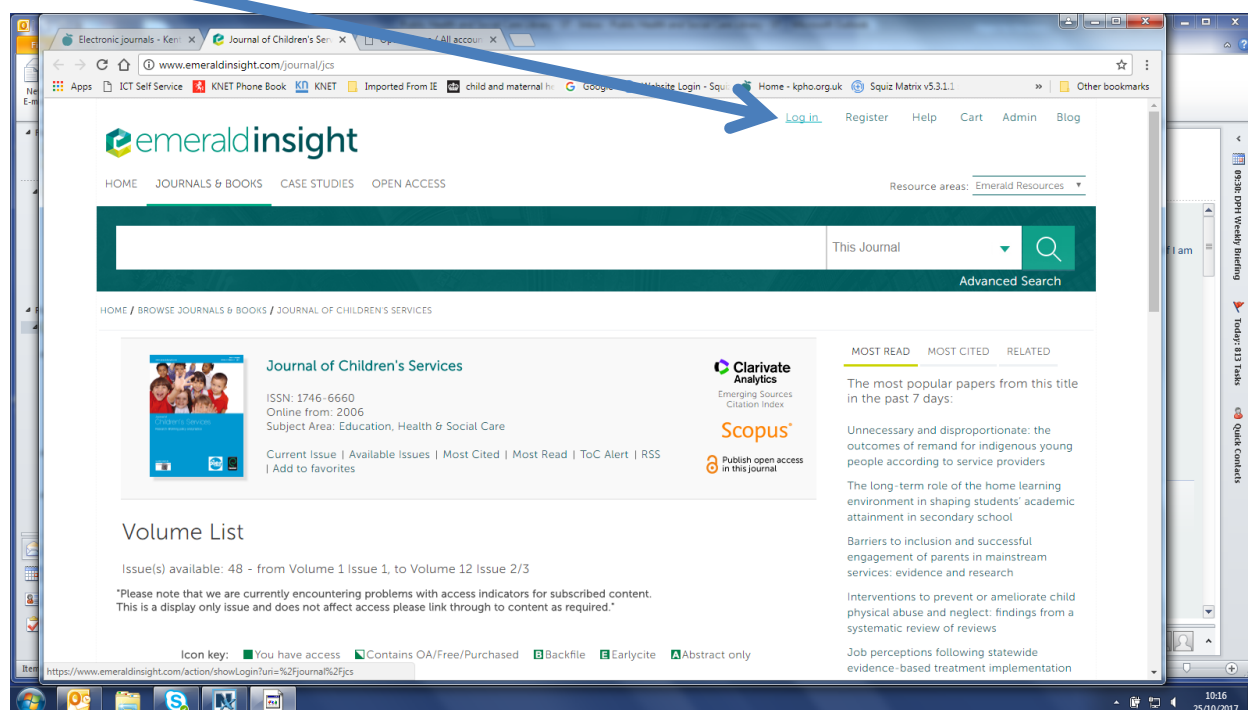 Electronic journals - Kent
Journal of Children's Serv
All accoun
www.emeraldinsight.com/journal/jcs
Apps ICT Self Service KNET Phone Book KNET Imported From IE child and maternal he Website Login - Squi Home - kpho.org.uk Squiz Matrix v5.3.1.1 » Other bookmarks
Log in Register Help Cart Admin Blog
emeraldinsight
HOME JOURNALS & BOOKS CASE STUDIES OPEN ACCESS
Resource areas: Emerald Resources
This Journal
Advanced Search
HOME / BROWSE JOURNALS & BOOKS / JOURNAL OF CHILDREN'S SERVICES
Journal of Children's Services
ISSN: 1746-6660
Online from: 2006
Subject Area: Education, Health & Social Care
Current Issue | Available Issues | Most Cited | Most Read | ToC Alert | RSS
| Add to favorites
Children's Services
Clarivate
Analytics
Emerging Sources
Citation Index
Scopus
Publish open access
in this journal
MOST READ MOST CITED RELATED
The most popular papers from this title
in the past 7 days:
Unnecessary and disproportionate: the
outcomes of remand for indigenous young
people according to service providers
The long-term role of the home learning
environment in shaping students' academic
attainment in secondary school
Barriers to inclusion and successful
engagement of parents in mainstream
services: evidence and research
Interventions to prevent or ameliorate child
physical abuse and neglect: findings from a
systematic review of reviews
Job perceptions following statewide
evidence-based treatment implementation
Volume List
Issue(s) available: 48 – from Volume 1 Issue 1, to Volume 12 Issue 2/3
"Please note that we are currently encountering problems with access indicators for subscribed content.
This is a display only issue and does not affect access please link through to content as required."
Icon key: You have access Contains OA/Free/Purchased B Backfile E Earlycite A Abstract only
https://www.emeraldinsight.com/action/showLogin?uri=%2Fjournal%2Fjcs
Ne
E-m
Item
f I am
09:30: DPH Weekly Briefing
Today: 813 Tasks
Quick Contacts
10:16
25/10/2017